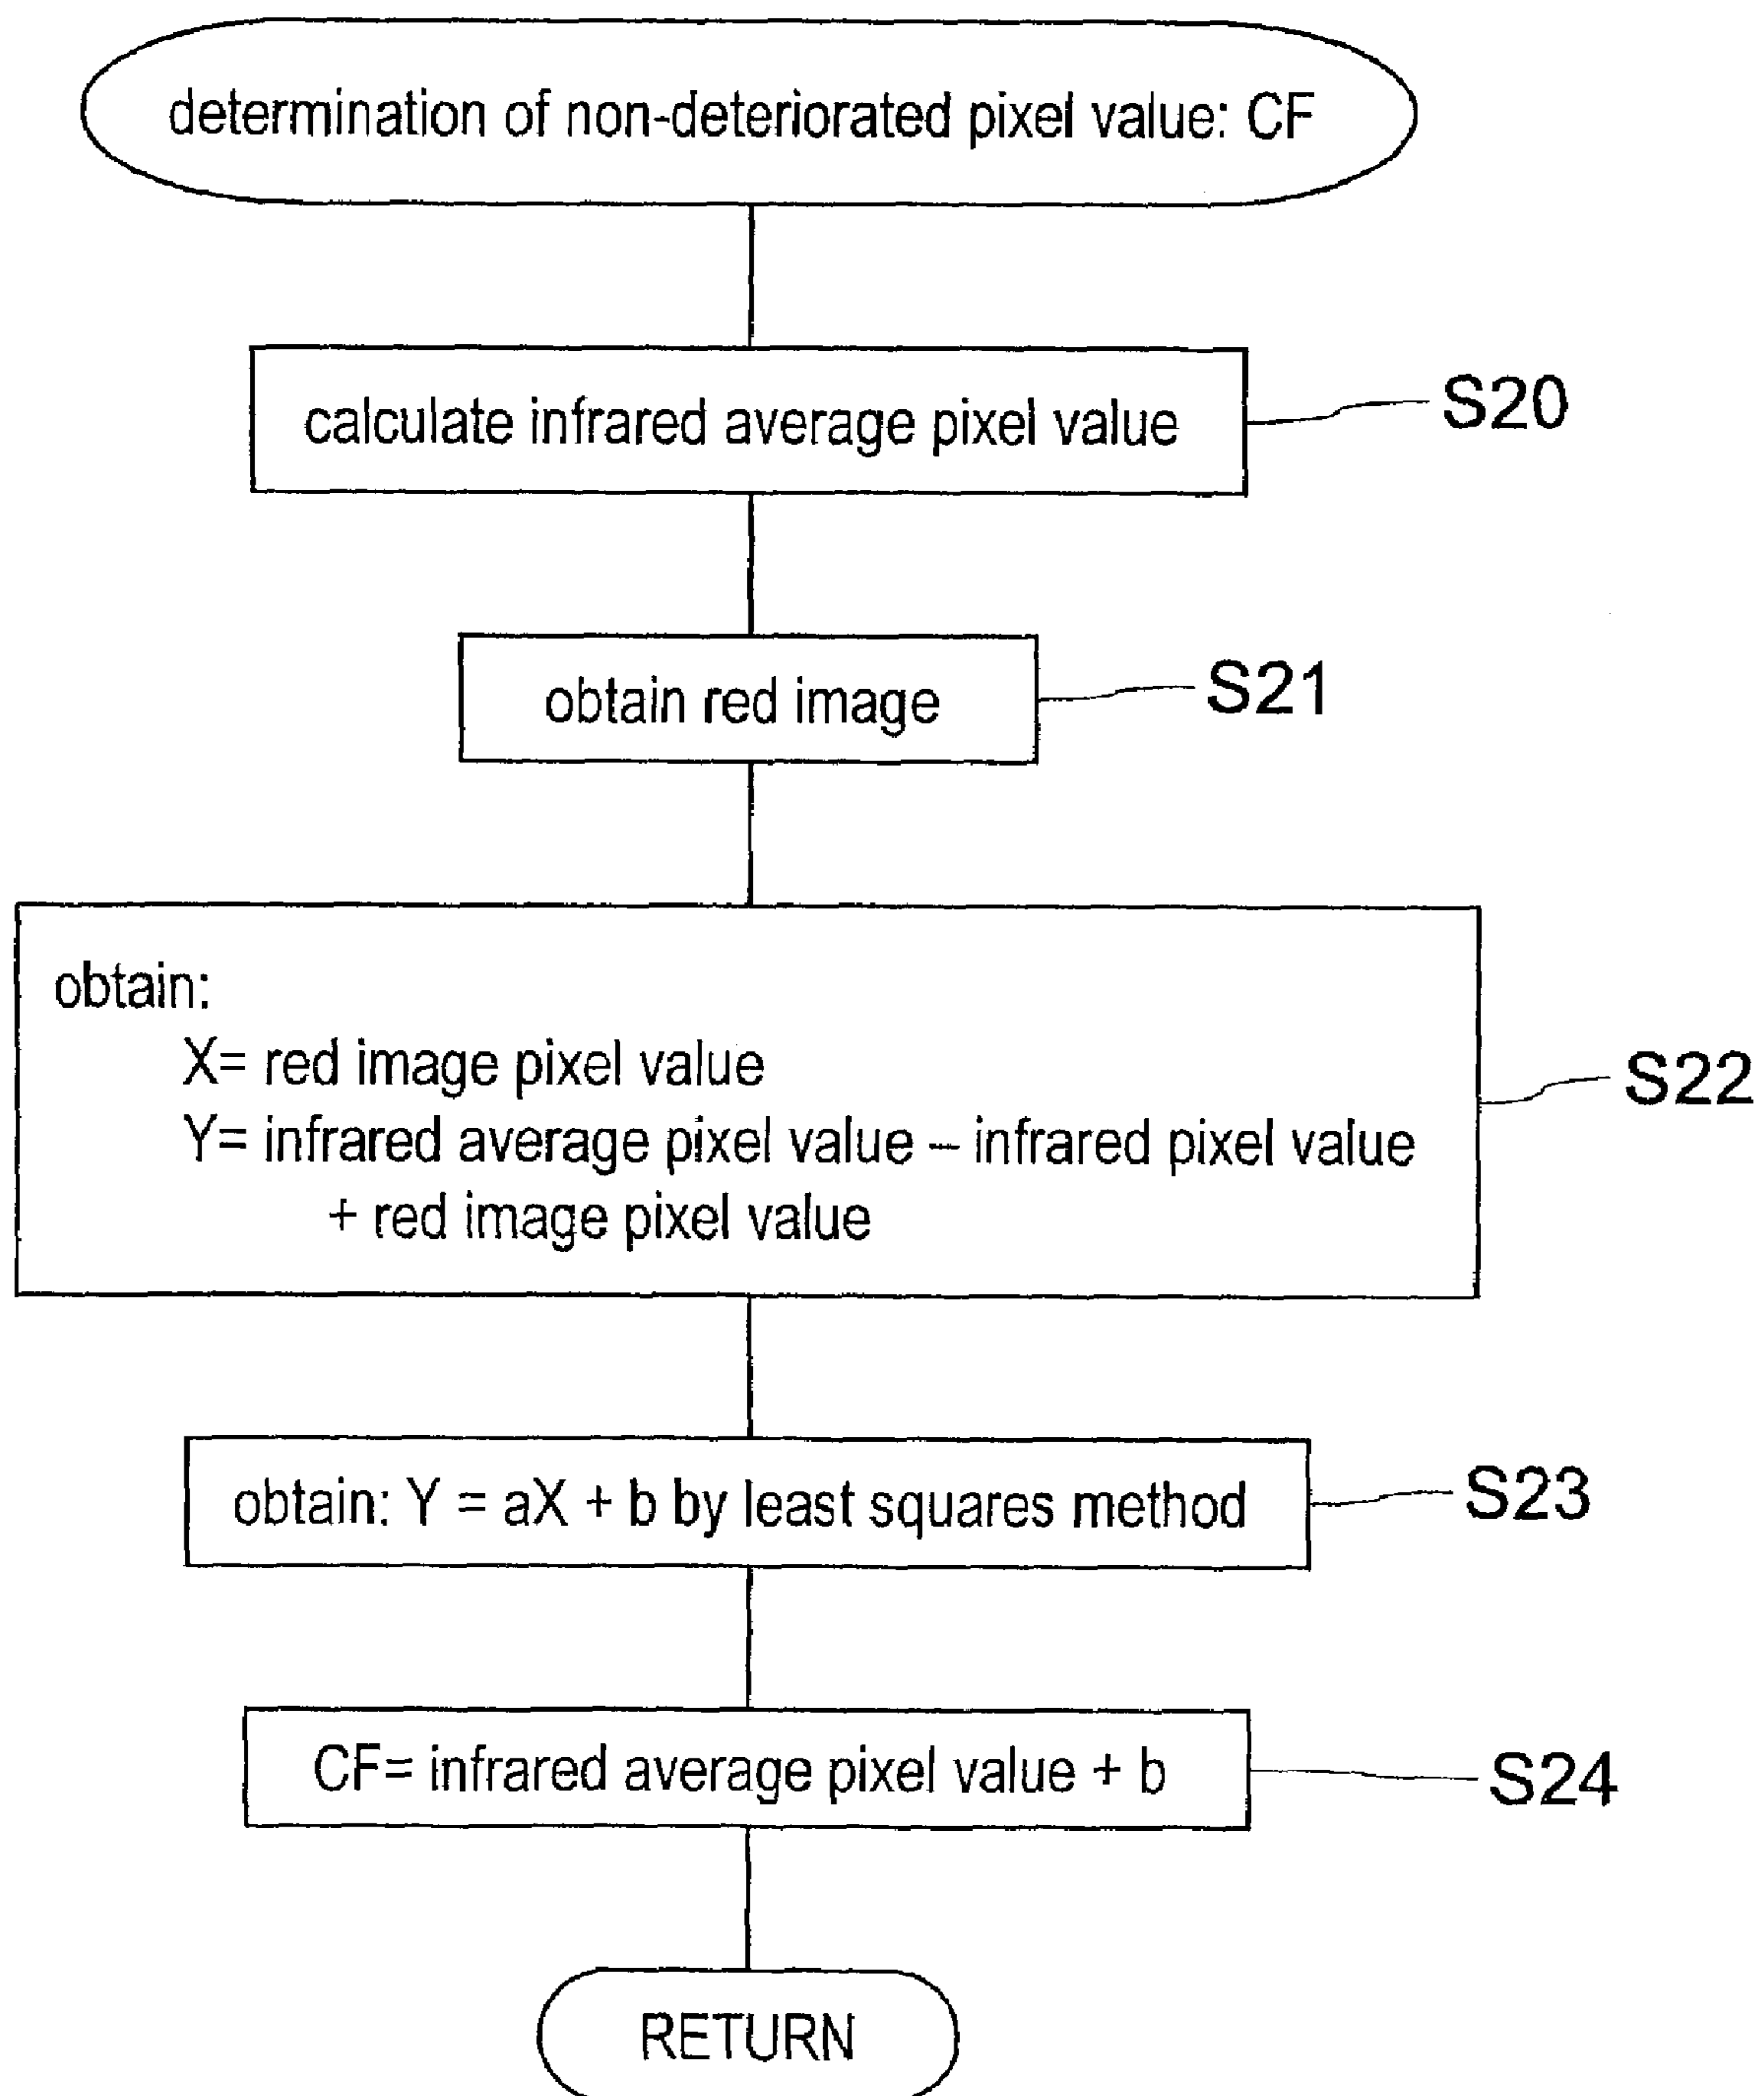 determination of non-deteriorated pixel value: CF
calculate infrared average pixel value
S20
obtain red image
S21
obtain:
X= red image pixel value
Y= infrared average pixel value – infrared pixel value
+ red image pixel value
S22
obtain: Y = aX + b by least squares method
S23
CF= infrared average pixel value + b
S24
RETURN